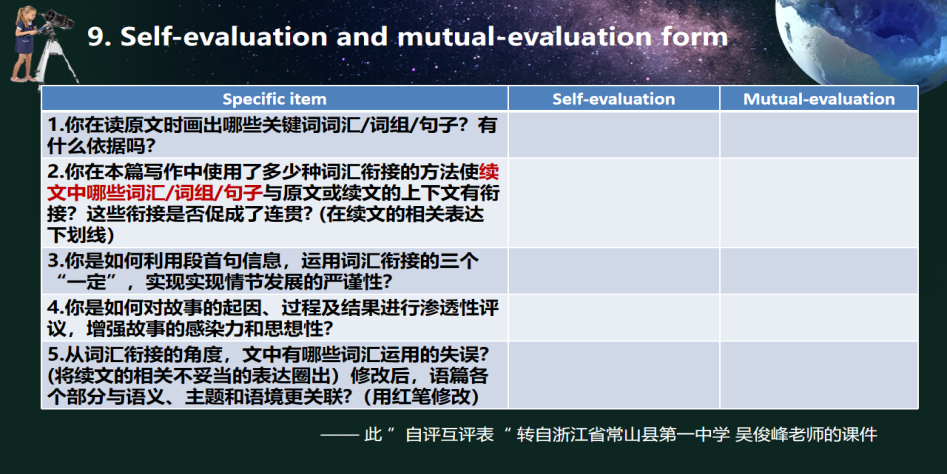 9. Self-evaluation and mutual-evaluation form
Specific item
Self-evaluation
Mutual-evaluation
1.你在读原文时画出哪些关键词词汇/词组/句子？有
什么依据吗？
2.你在本篇写作中使用了多少种词汇衔接的方法使续
文中哪些词汇/词组/句子与原文或续文的上下文有衔
接？这些衔接是否促成了连贯？(在续文的相关表达
下划线）
3.你是如何利用段首句信息，运用词汇衔接的三个
“一定”，实现实现情节发展的严谨性？
4.你是如何对故事的起因、过程及结果进行渗透性评
议，增强故事的感染力和思想性？
5.从词汇衔接的角度，文中有哪些词汇运用的失误？
(将续文的相关不妥当的表达圈出）修改后，语篇各
个部分与语义、主题和语境更关联？（用红笔修改）
—— 此 ” 自评互评表 “ 转自浙江省常山县第一中学 吴俊峰老师的课件